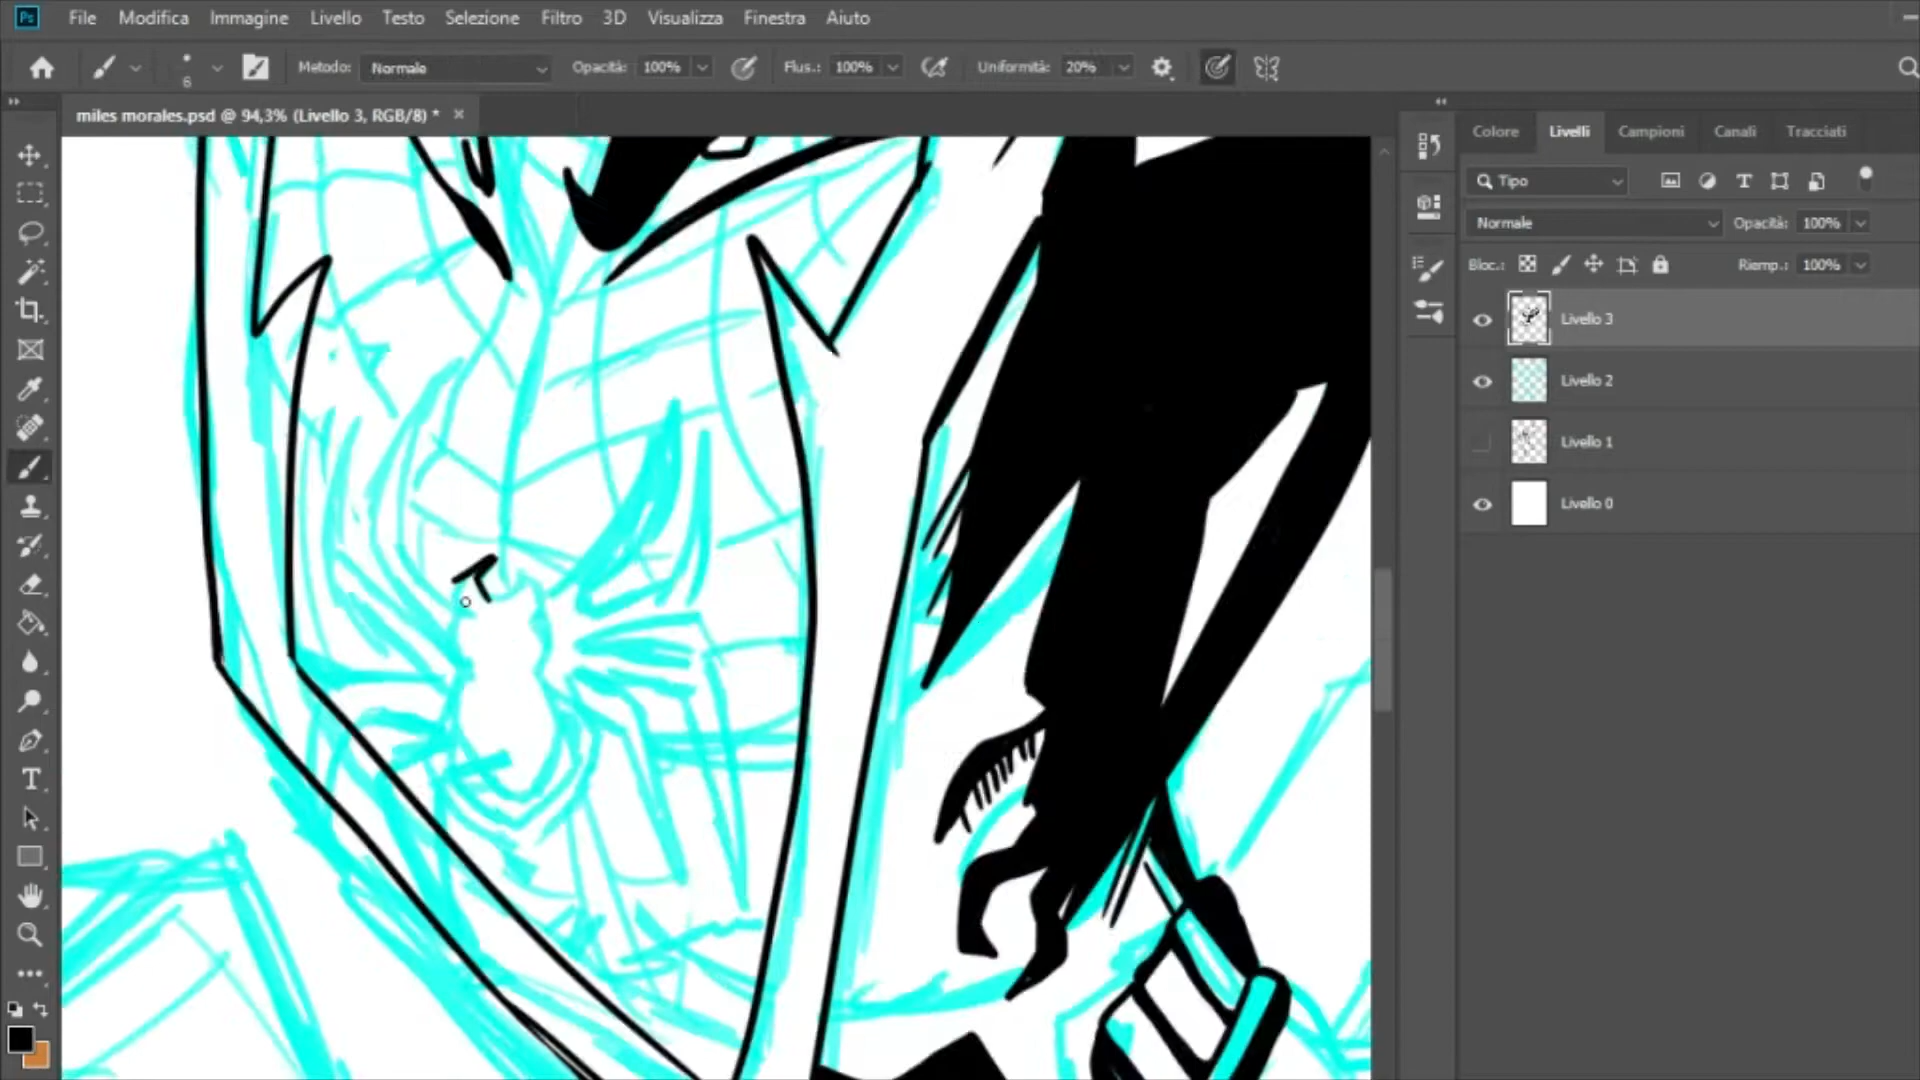 Ps File Modifica Immagine Livello Testo Selezione Filtro 3D Visualizza Finestra Aiuto
6 Metodo: Normale Opacità: 100% Flus.: 100% Uniformità: 20%
miles morales.psd @ 94,3% (Livello 3, RGB/8) * ×
Colore Livelli Campioni Canali Tracciati
Tipo
Normale Opacità: 100%
Bloc.: Riemp.: 100%
Livello 3
Livello 2
Livello 1
Livello 0